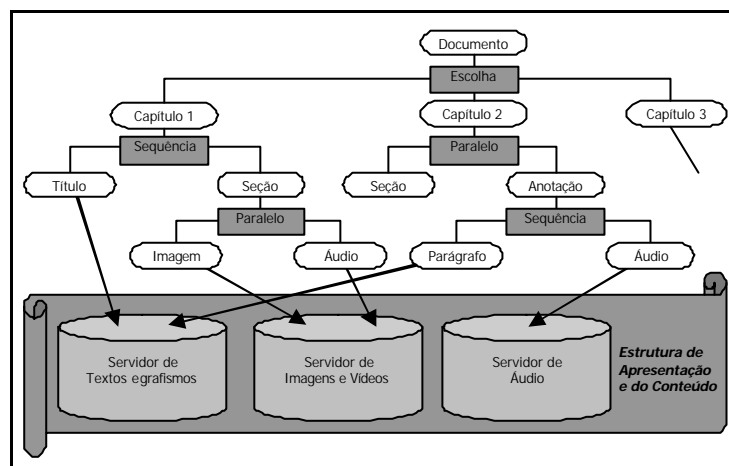 Documento
Escolha
Capítulo 1
Capítulo 2
Capítulo 3
Sequência
Paralelo
Título
Seção
Seção
Anotação
Paralelo
Sequência
Imagem
Áudio
Parágrafo
Áudio
Servidor de
Textos egrafismos
Servidor de
Imagens e Vídeos
Servidor de
Áudio
Estrutura de
Apresentação
e do Conteúdo